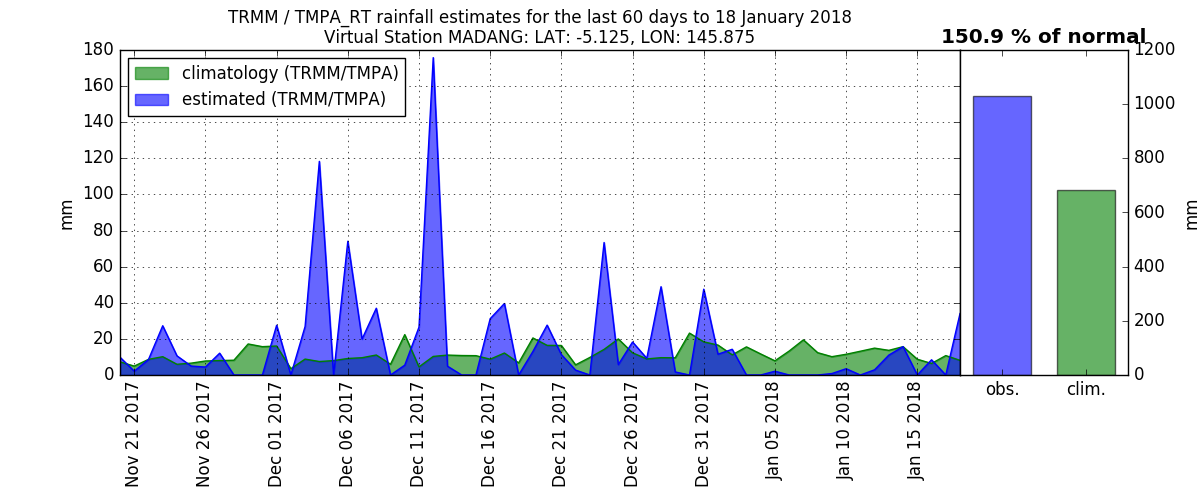 TRMM / TMPA_RT rainfall estimates for the last 60 days to 18 January 2018
Virtual Station MADANG: LAT: -5.125, LON: 145.875
150.9 % of normal
climatology (TRMM/TMPA)
estimated (TRMM/TMPA)
mm
180
160
140
120
100
80
60
40
20
0
Nov 21 2017
Nov 26 2017
Dec 01 2017
Dec 06 2017
Dec 11 2017
Dec 16 2017
Dec 21 2017
Dec 26 2017
Dec 31 2017
Jan 05 2018
Jan 10 2018
Jan 15 2018
obs.
clim.
1200
1000
800
600
400
200
0
mm